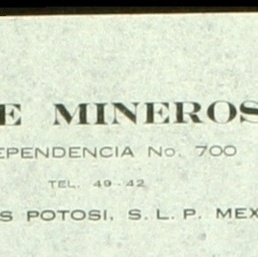 E MINEROS
EPENDENCIA No. 700
TEL. 49-42
S POTOSI, S. L. P. MEX